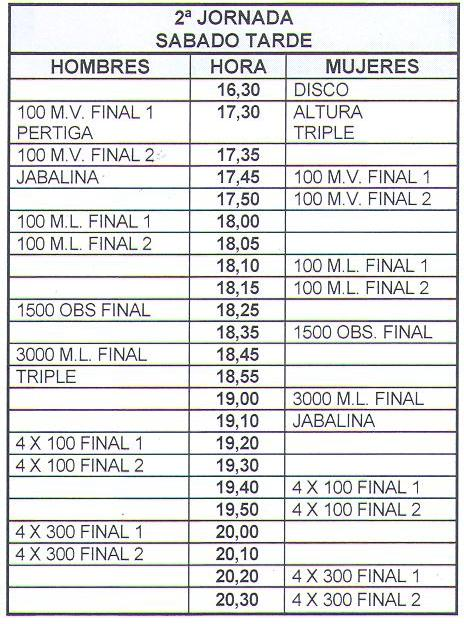 2ª JORNADA
SABADO TARDE
HOMBRES HORA MUJERES
16,30 DISCO
100 M.V. FINAL 1 17,30 ALTURA
PERTIGA TRIPLE
100 M.V. FINAL 2 17,35
JABALINA 17,45 100 M.V. FINAL 1
17,50 100 M.V. FINAL 2
100 M.L. FINAL 1 18,00
100 M.L. FINAL 2 18,05
18,10 100 M.L. FINAL 1
18,15 100 M.L. FINAL 2
1500 OBS FINAL 18,25
18,35 1500 OBS. FINAL
3000 M.L. FINAL 18,45
TRIPLE 18,55
19,00 3000 M.L. FINAL
19,10 JABALINA
4 X 100 FINAL 1 19,20
4 X 100 FINAL 2 19,30
19,40 4 X 100 FINAL 1
19,50 4 X 100 FINAL 2
4 X 300 FINAL 1 20,00
4 X 300 FINAL 2 20,10
20,20 4 X 300 FINAL 1
20,30 4 X 300 FINAL 2